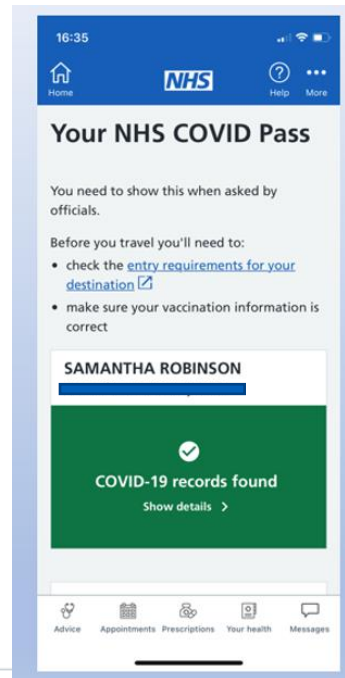 16:35
Home
NHS
?
Help
More
Your NHS COVID Pass
You need to show this when asked by
officials.
Before you travel you'll need to:
• check the entry requirements for your
destination
• make sure your vaccination information is
correct
SAMANTHA ROBINSON
COVID-19 records found
Show details >
Advice
Appointments
Prescriptions
Your health
Messages